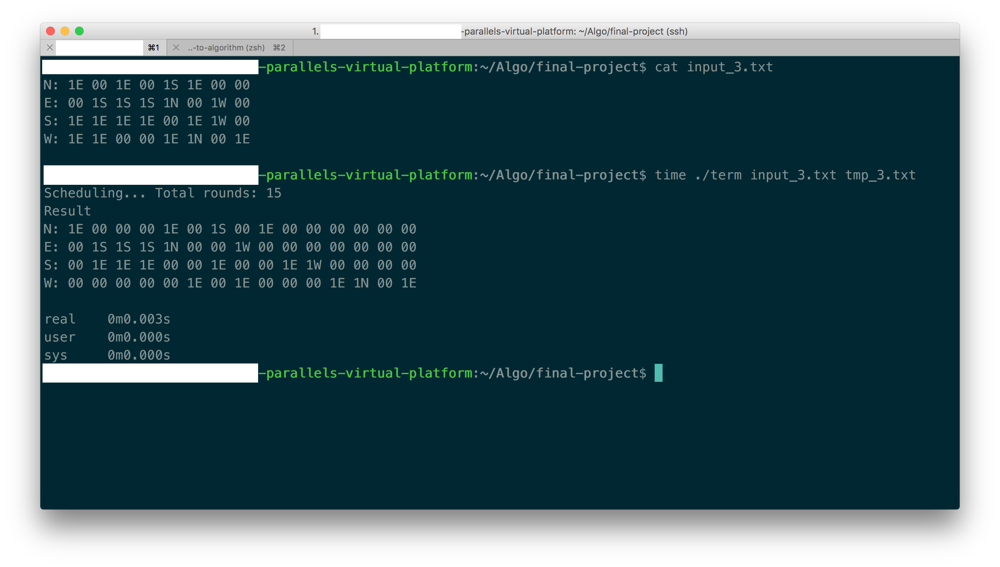 1. -parallels-virtual-platform: ~/Algo/final-project (ssh)
⌘1 ..-to-algorithm (zsh) ⌘2
-parallels-virtual-platform:~/Algo/final-project$ cat input_3.txt
N: 1E 00 1E 00 1S 1E 00 00
E: 00 1S 1S 1S 1N 00 1W 00
S: 1E 1E 1E 1E 00 1E 1W 00
W: 1E 1E 00 00 1E 1N 00 1E
-parallels-virtual-platform:~/Algo/final-project$ time ./term input_3.txt tmp_3.txt
Scheduling... Total rounds: 15
Result
N: 1E 00 00 00 1E 00 1S 00 1E 00 00 00 00 00 00
E: 00 1S 1S 1S 1N 00 00 1W 00 00 00 00 00 00 00
S: 00 1E 1E 1E 00 00 1E 00 00 1E 1W 00 00 00 00
W: 00 00 00 00 00 1E 00 1E 00 00 00 1E 1N 00 1E
real 0m0.003s
user 0m0.000s
sys 0m0.000s
-parallels-virtual-platform:~/Algo/final-project$